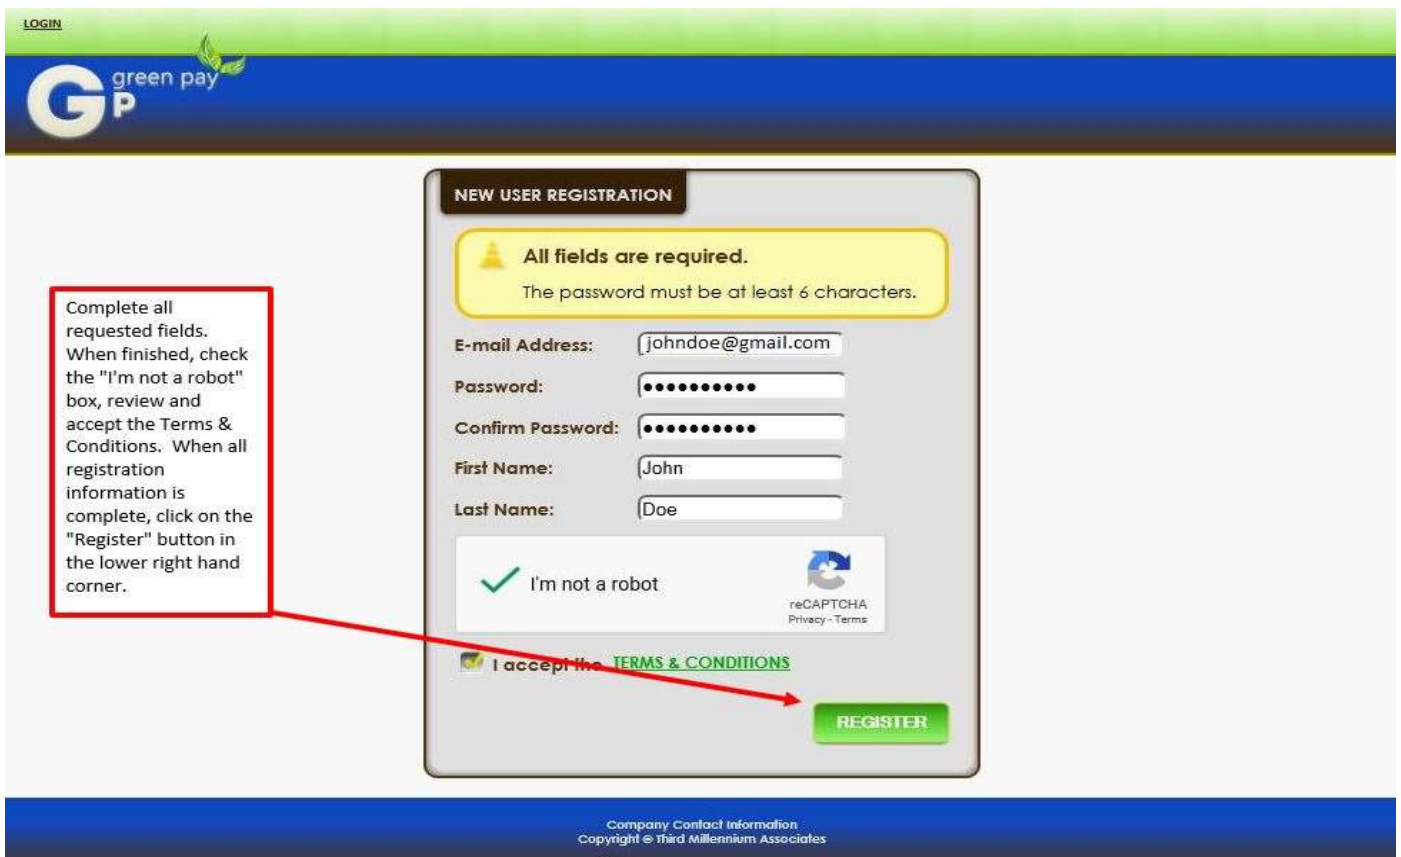 LOGIN
green pay
GP
NEW USER REGISTRATION
All fields are required.
The password must be at least 6 characters.
Complete all
requested fields.
When finished, check
the "I'm not a robot"
box, review and
accept the Terms &
Conditions. When all
registration
information is
complete, click on the
"Register" button in
the lower right hand
corner.
E-mail Address: johndoe@gmail.com
Password: ●●●●●●●●●●
Confirm Password: ●●●●●●●●●●
First Name: John
Last Name: Doe
I'm not a robot
reCAPTCHA
Privacy - Terms
I accept the TERMS & CONDITIONS
REGISTER
Company Contact Information
Copyright © Third Millennium Associates